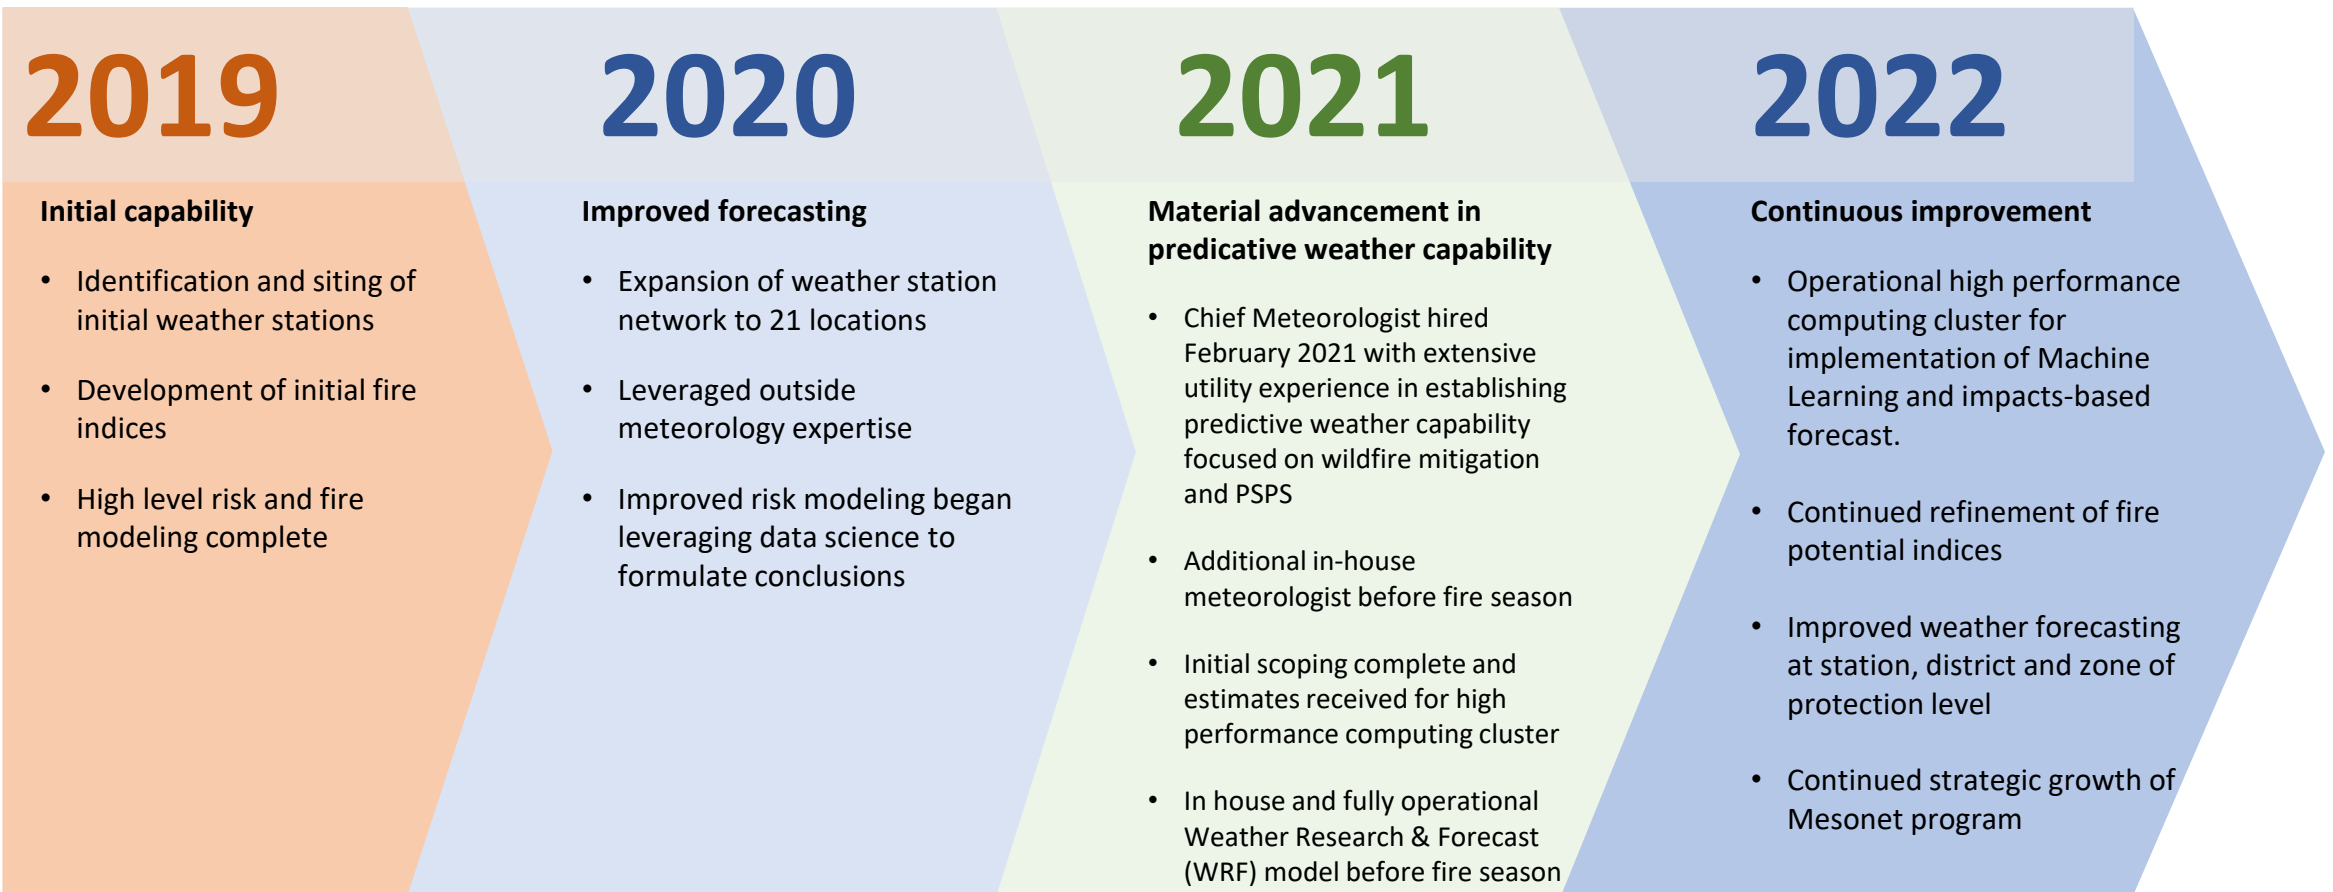 2019
Initial capability
• Identification and siting of
initial weather stations
• Development of initial fire
indices
• High level risk and fire
modeling complete
2020
Improved forecasting
• Expansion of weather station
network to 21 locations
• Leveraged outside
meteorology expertise
• Improved risk modeling began
leveraging data science to
formulate conclusions
2021
Material advancement in
predicative weather capability
• Chief Meteorologist hired
February 2021 with extensive
utility experience in establishing
predictive weather capability
focused on wildfire mitigation
and PSPS
• Additional in-house
meteorologist before fire season
• Initial scoping complete and
estimates received for high
performance computing cluster
• In house and fully operational
Weather Research & Forecast
(WRF) model before fire season
2022
Continuous improvement
• Operational high performance
computing cluster for
implementation of Machine
Learning and impacts-based
forecast.
• Continued refinement of fire
potential indices
• Improved weather forecasting
at station, district and zone of
protection level
• Continued strategic growth of
Mesonet program